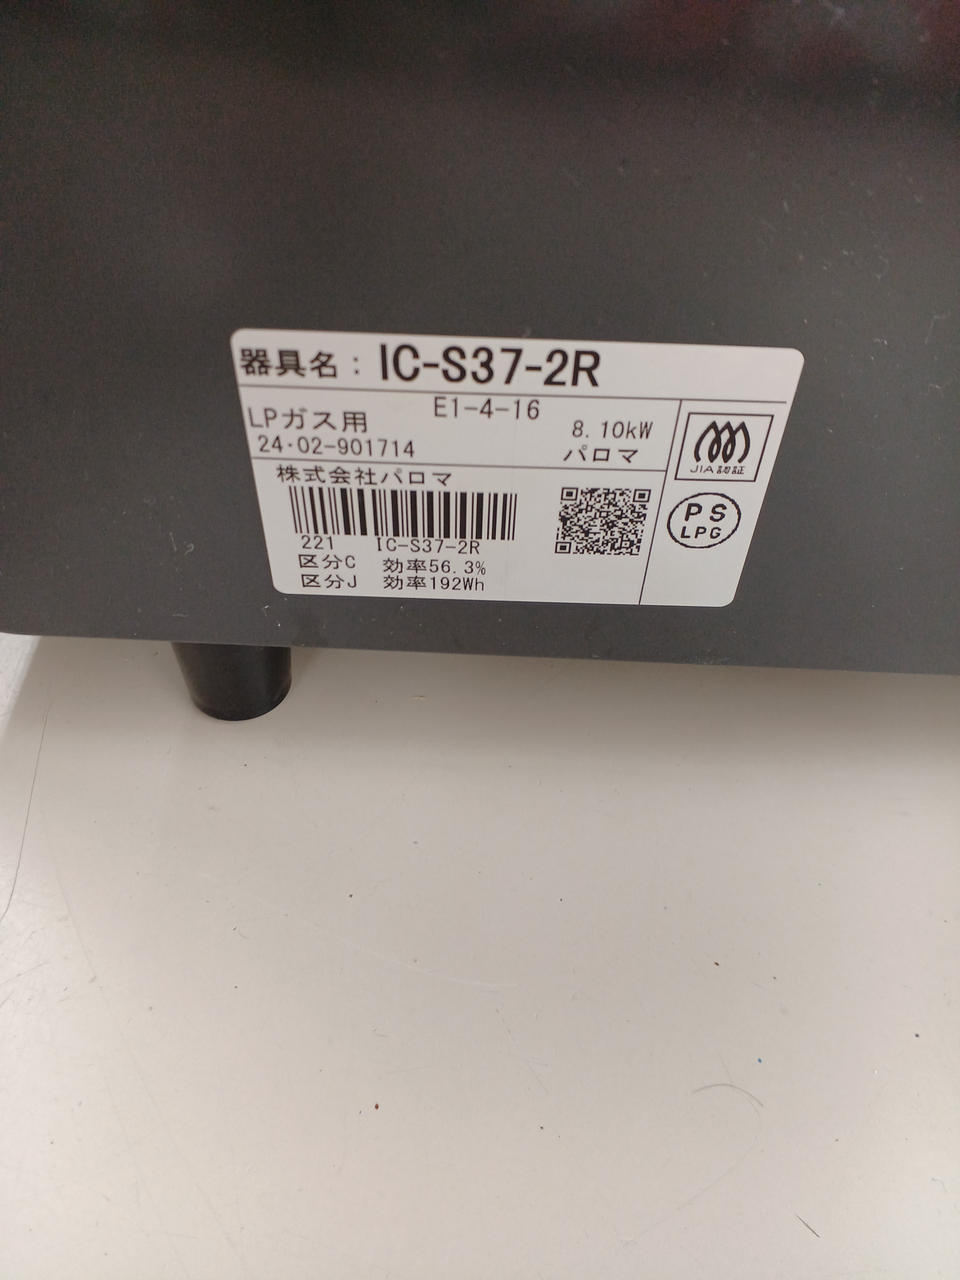 器具名：IC-S37-2R
E1-4-16
LPガス用
8.10kW
24・02-901714
パロマ
JIA認証
株式会社パロマ
221 IC-S37-2R
区分C 効率56.3%
区分J 効率192Wh
PS
LPG